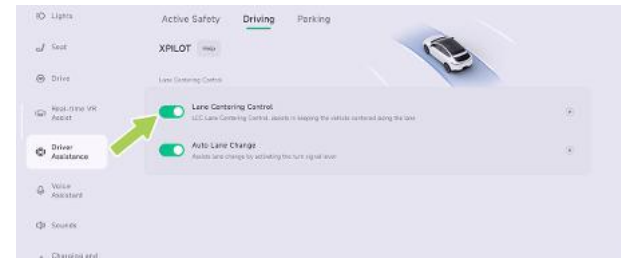 Lights
Seat
Drive
Real-time VR
Assist
Driver
Assistance
Voice
Assistant
Sounds
Charging and
Active Safety Driving Parking
XPILOT Help
Lane Centering Control
Lane Centering Control
LCC Lane Centering Control, assists in keeping the vehicle centered along the lane
Auto Lane Change
Assists lane change by activating the turn signal lever